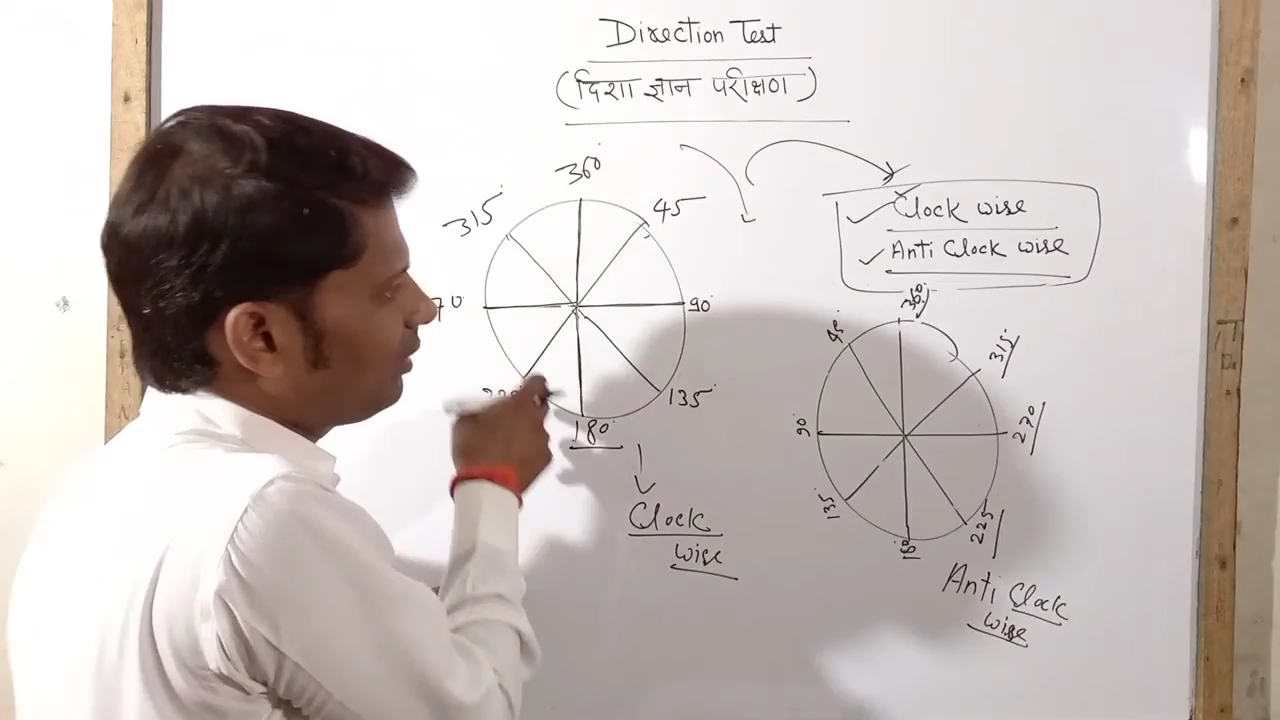 Direction Test
(दिशा ज्ञान परीक्षण)
Clock wise
Anti Clock wise
360°
45°
90°
135°
180°
70°
315°
Clock
wise
360°
315°
270
225
180
135
90
45°
Anti Clock
wise